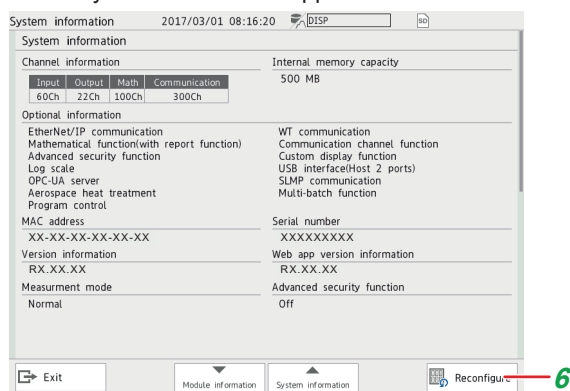 System information 2017/03/01 08:16:20 DISP SD
System information
Channel information
Input Output Math Communication
60Ch 22Ch 100Ch 300Ch
Internal memory capacity
500 MB
Optional information
EtherNet/IP communication
Mathematical function(with report function)
Advanced security function
Log scale
OPC-UA server
Aerospace heat treatment
Program control
WT communication
Communication channel function
Custom display function
USB interface(Host 2 ports)
SLMP communication
Multi-batch function
MAC address
XX-XX-XX-XX-XX-XX
Serial number
XXXXXXXXX
Version information
RX.XX.XX
Web app version information
RX.XX.XX
Measurment mode
Normal
Advanced security function
Off
Exit
Module information
System information
Reconfigure
6